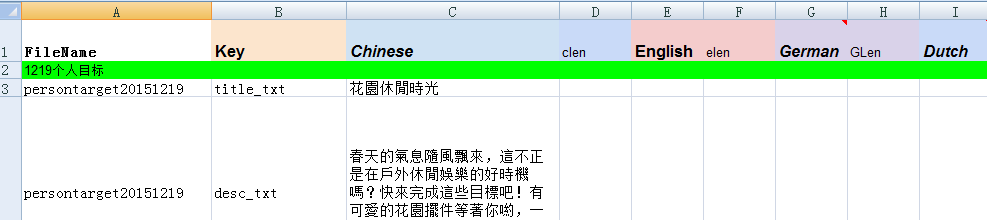 A B C D E F G H I
1 FileName Key Chinese clen English elen German GLen Dutch
2 1219个人目标
3 persontarget20151219 title_txt 花園休閒時光
春天的氣息隨風飄來，這不正
是在戶外休閒娛樂的好時機
嗎？快來完成這些目標吧！有
persontarget20151219 desc_txt 可愛的花園擺件等著你呦，一